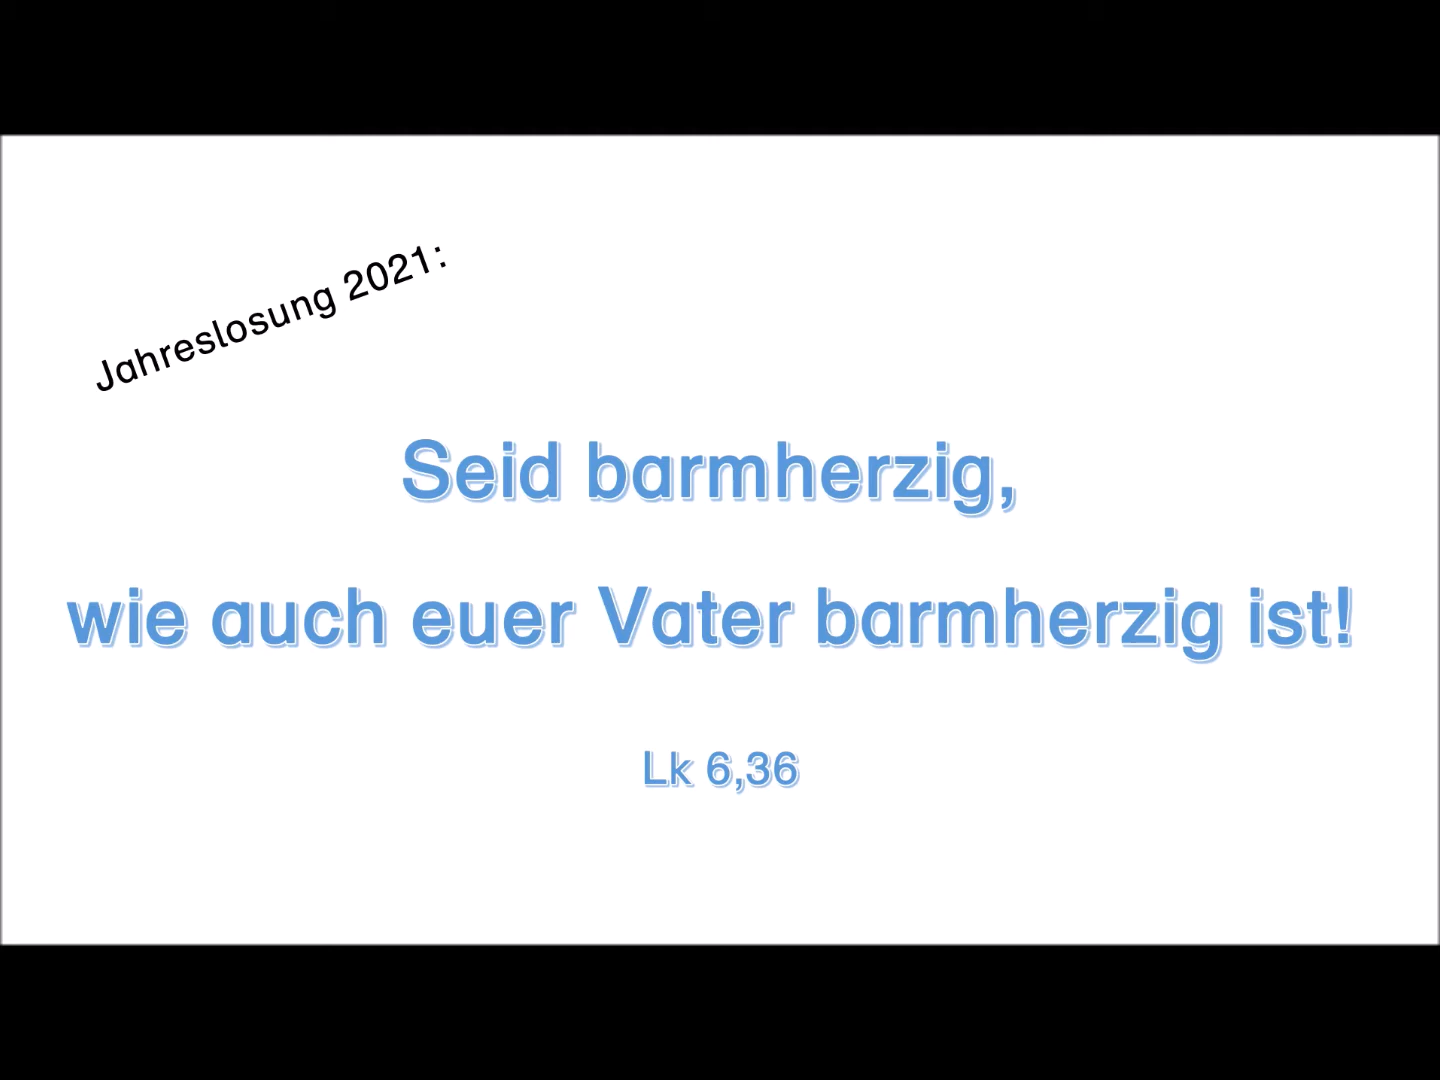 Jahreslosung 2021:
Seid barmherzig,
wie auch euer Vater barmherzig ist!
Lk 6,36